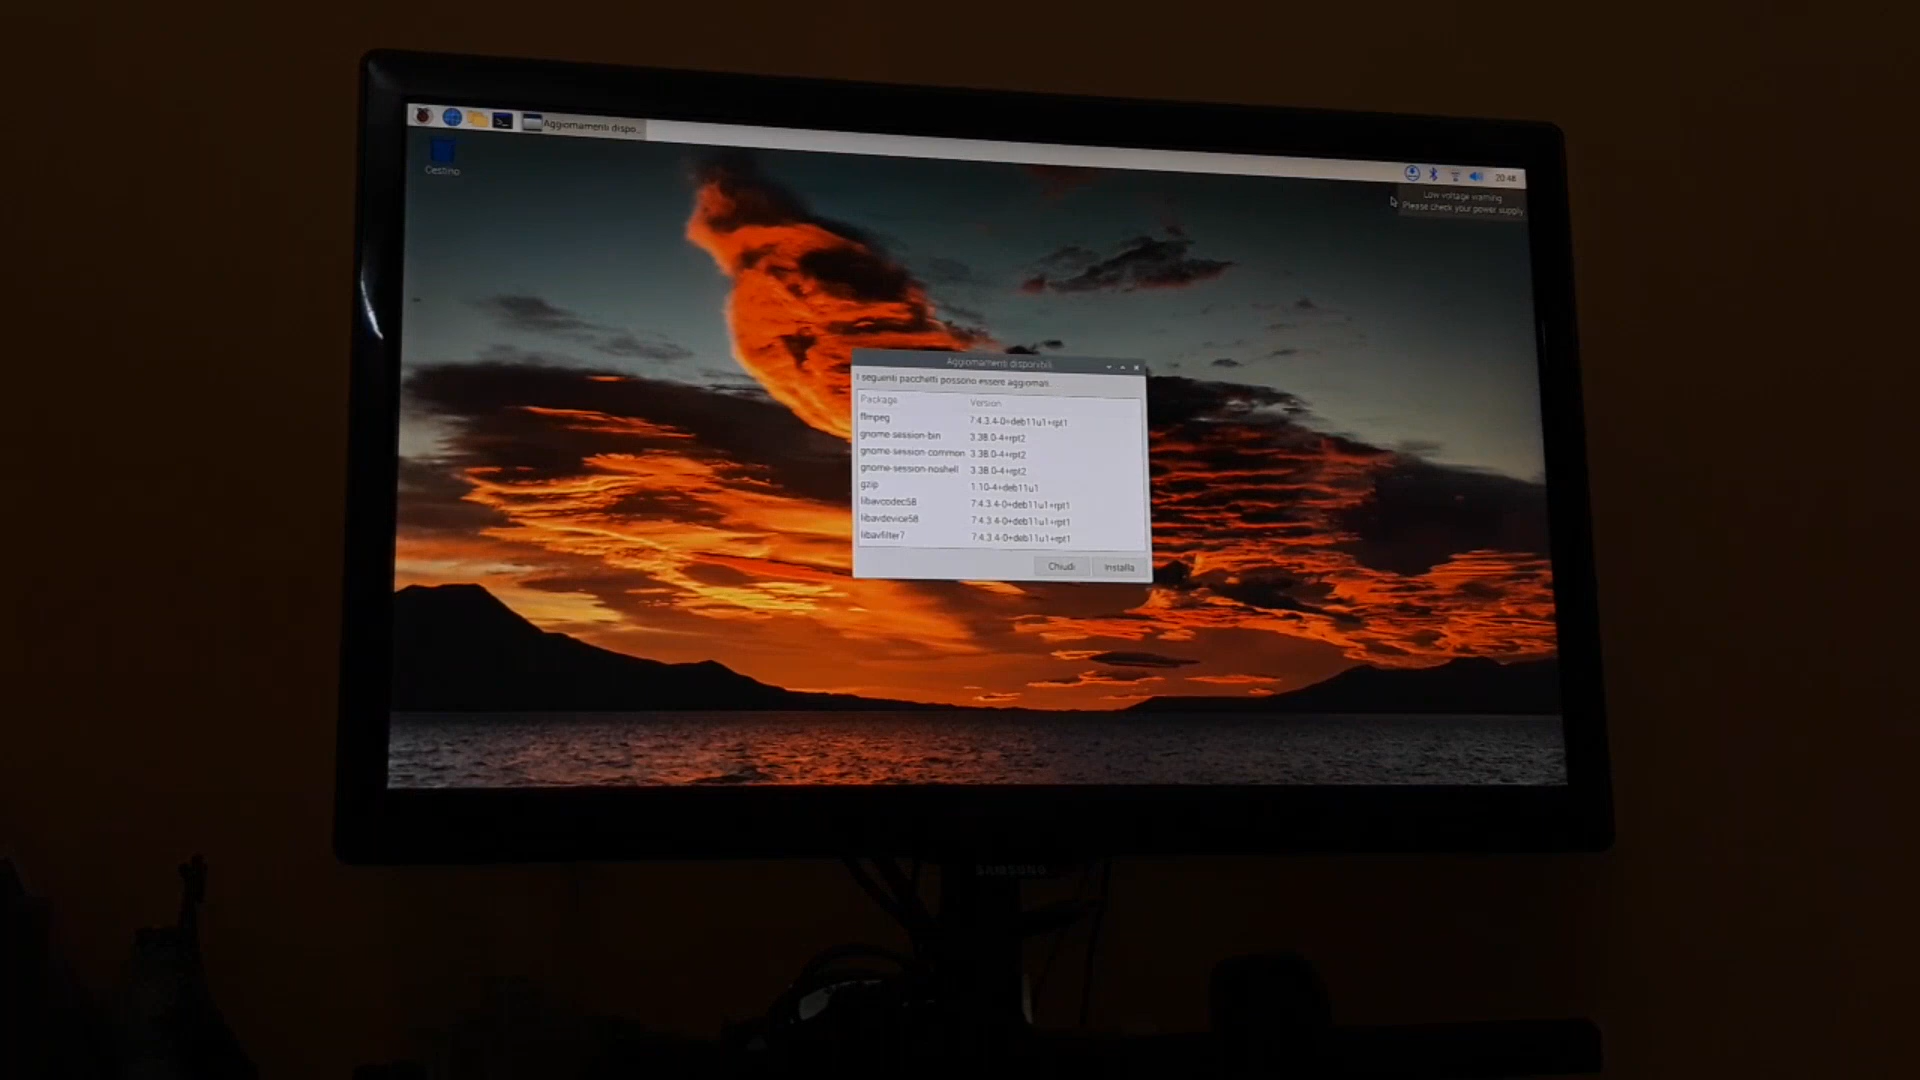 Aggiornamenti dispo...
20:48
Cestino
Low voltage warning
Please check your power supply
Aggiornamenti disponibili
I seguenti pacchetti possono essere aggiornati.
Package Version
ffmpeg 7:4.3.4-0+deb11u1+rpt1
gnome-session-bin 3.38.0-4+rpt2
gnome-session-common 3.38.0-4+rpt2
gnome-session-noshell 3.38.0-4+rpt2
gzip 1.10-4+deb11u1
libavcodec58 7:4.3.4-0+deb11u1+rpt1
libavdevice58 7:4.3.4-0+deb11u1+rpt1
libavfilter7 7:4.3.4-0+deb11u1+rpt1
Chiudi Installa
SAMSUNG